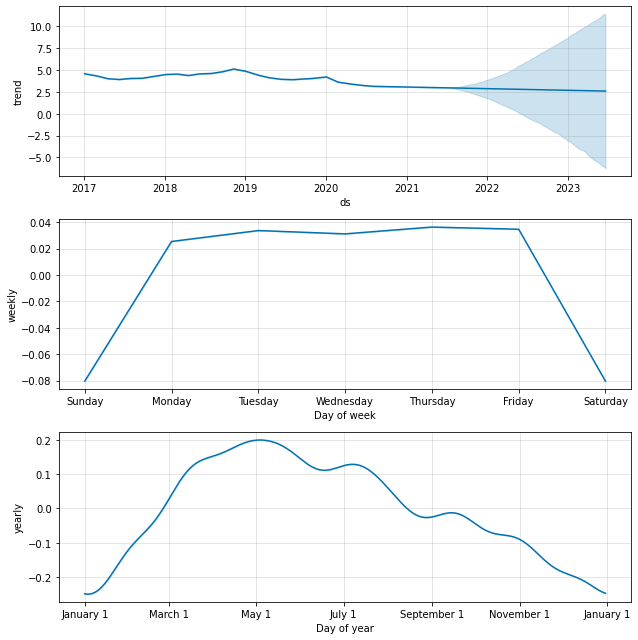 10.0
7.5
5.0
2.5
0.0
−2.5
−5.0
trend
2017 2018 2019 2020 2021 2022 2023
ds
0.04
0.02
0.00
−0.02
−0.04
−0.06
−0.08
weekly
Sunday Monday Tuesday Wednesday Thursday Friday Saturday
Day of week
0.2
0.1
0.0
−0.1
−0.2
yearly
January 1 March 1 May 1 July 1 September 1 November 1 January 1
Day of year